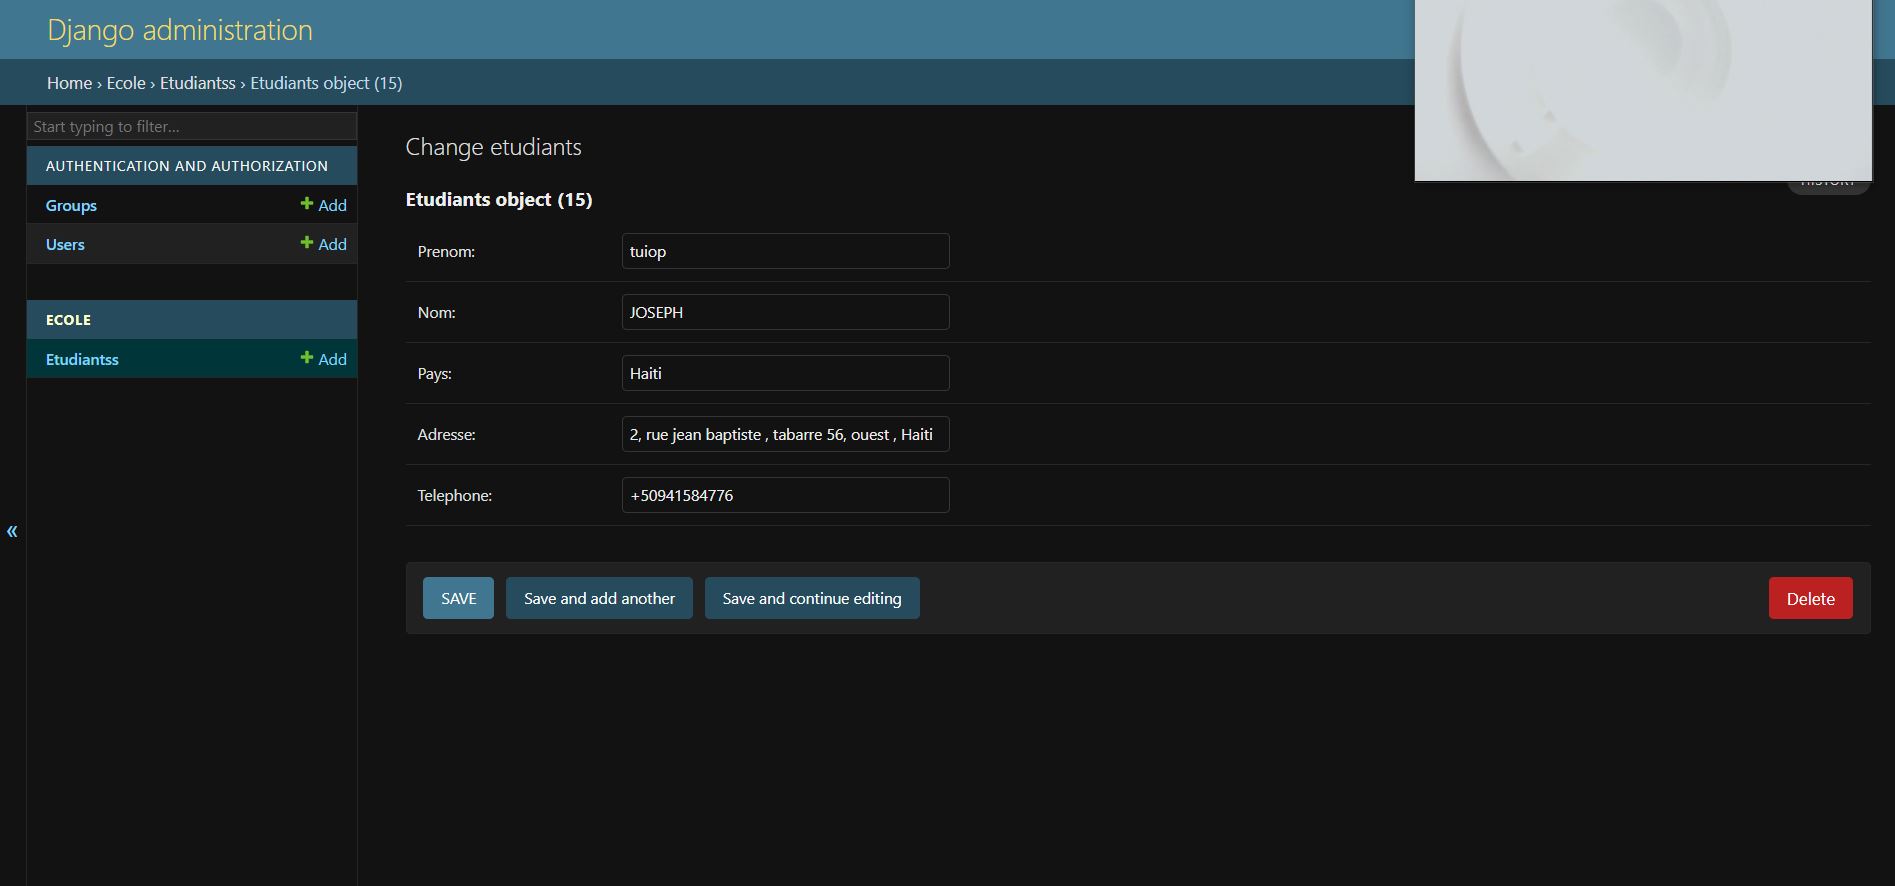 Django administration
Home › Ecole › Etudiantss › Etudiants object (15)
Start typing to filter...
AUTHENTICATION AND AUTHORIZATION
Groups + Add
Users + Add
ECOLE
Etudiantss + Add
«
Change etudiants
HISTORY
Etudiants object (15)
Prenom: tuiop
Nom: JOSEPH
Pays: Haiti
Adresse: 2, rue jean baptiste , tabarre 56, ouest , Haiti
Telephone: +50941584776
SAVE Save and add another Save and continue editing Delete